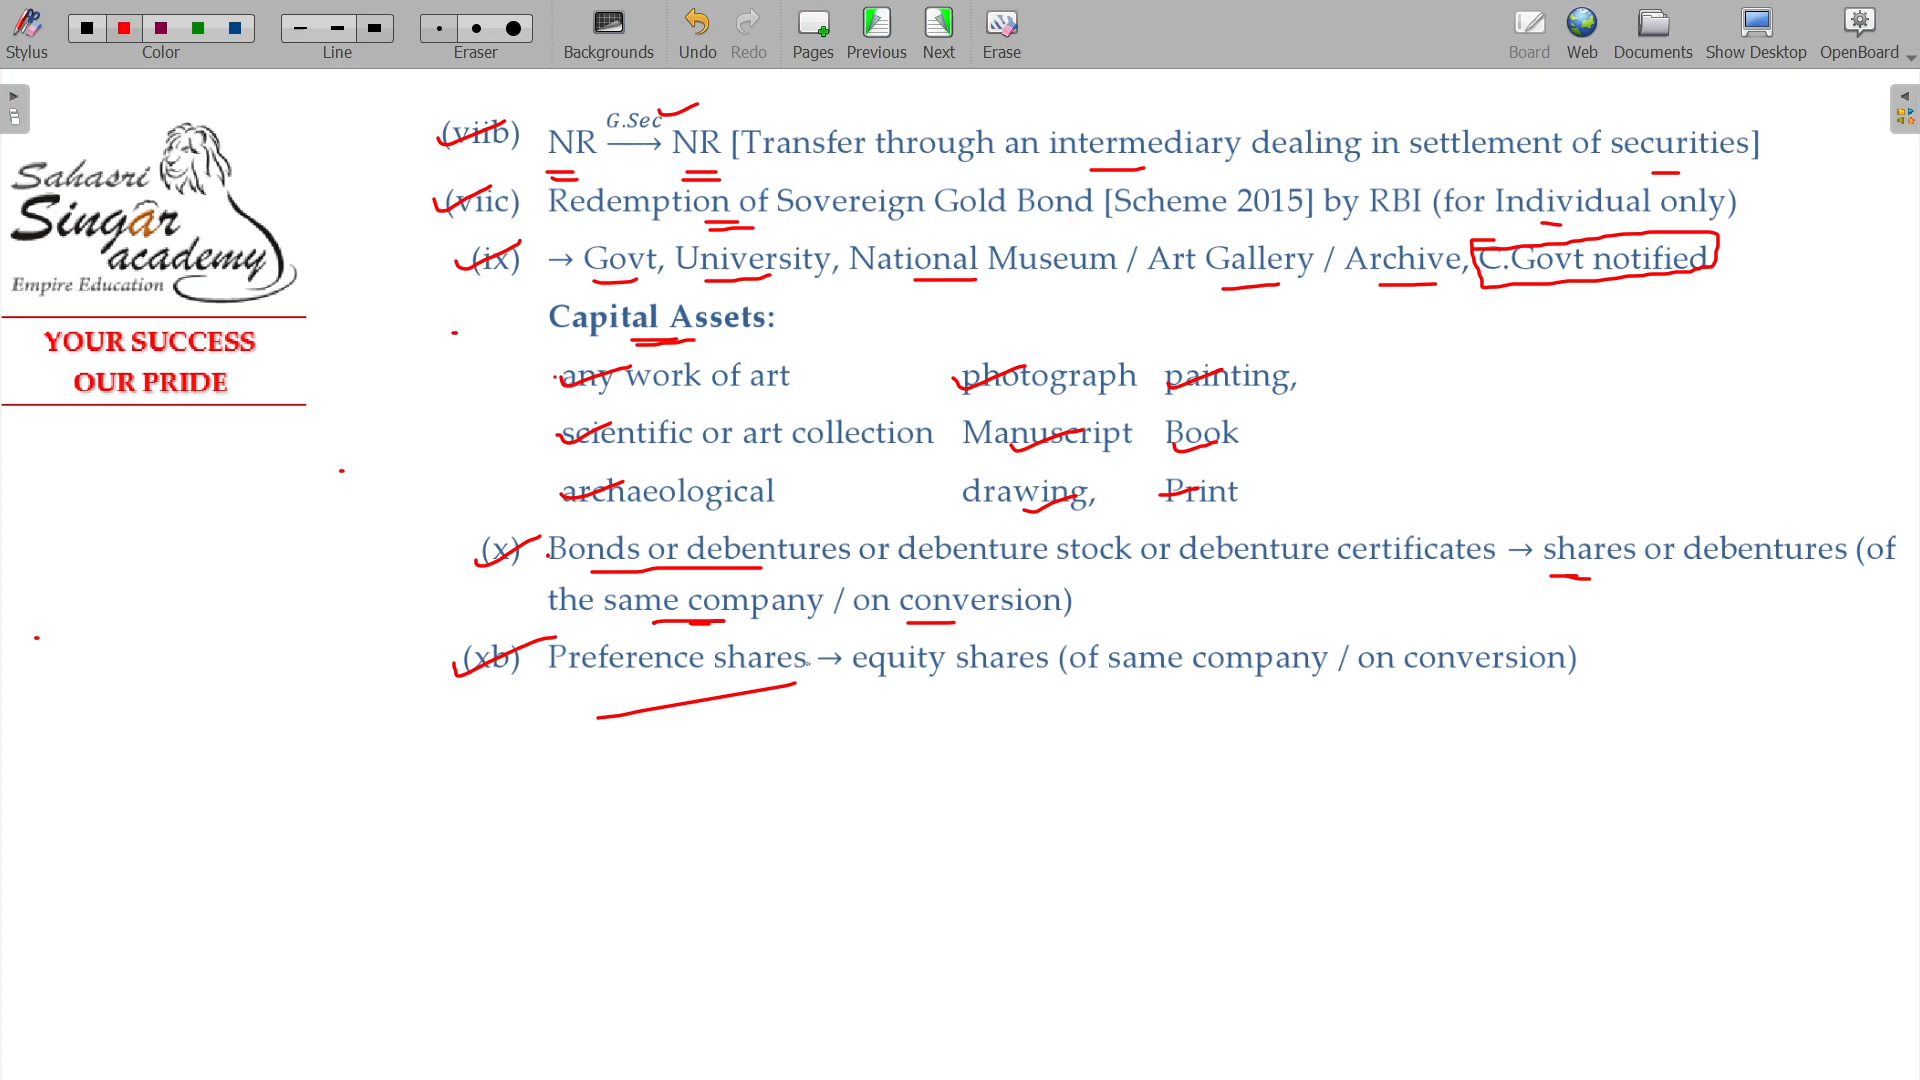 Stylus Color Line Eraser Backgrounds Undo Redo Pages Previous Next Erase Board Web Documents Show Desktop OpenBoard
Sahasri
Singar
academy
Empire Education
YOUR SUCCESS
OUR PRIDE
(viib) NR G.Sec → NR [Transfer through an intermediary dealing in settlement of securities]
(viic) Redemption of Sovereign Gold Bond [Scheme 2015] by RBI (for Individual only)
(ix) → Govt, University, National Museum / Art Gallery / Archive, C.Govt notified
Capital Assets:
any work of art photograph painting,
scientific or art collection Manuscript Book
archaeological drawing, Print
(x) Bonds or debentures or debenture stock or debenture certificates → shares or debentures (of
the same company / on conversion)
(xb) Preference shares → equity shares (of same company / on conversion)